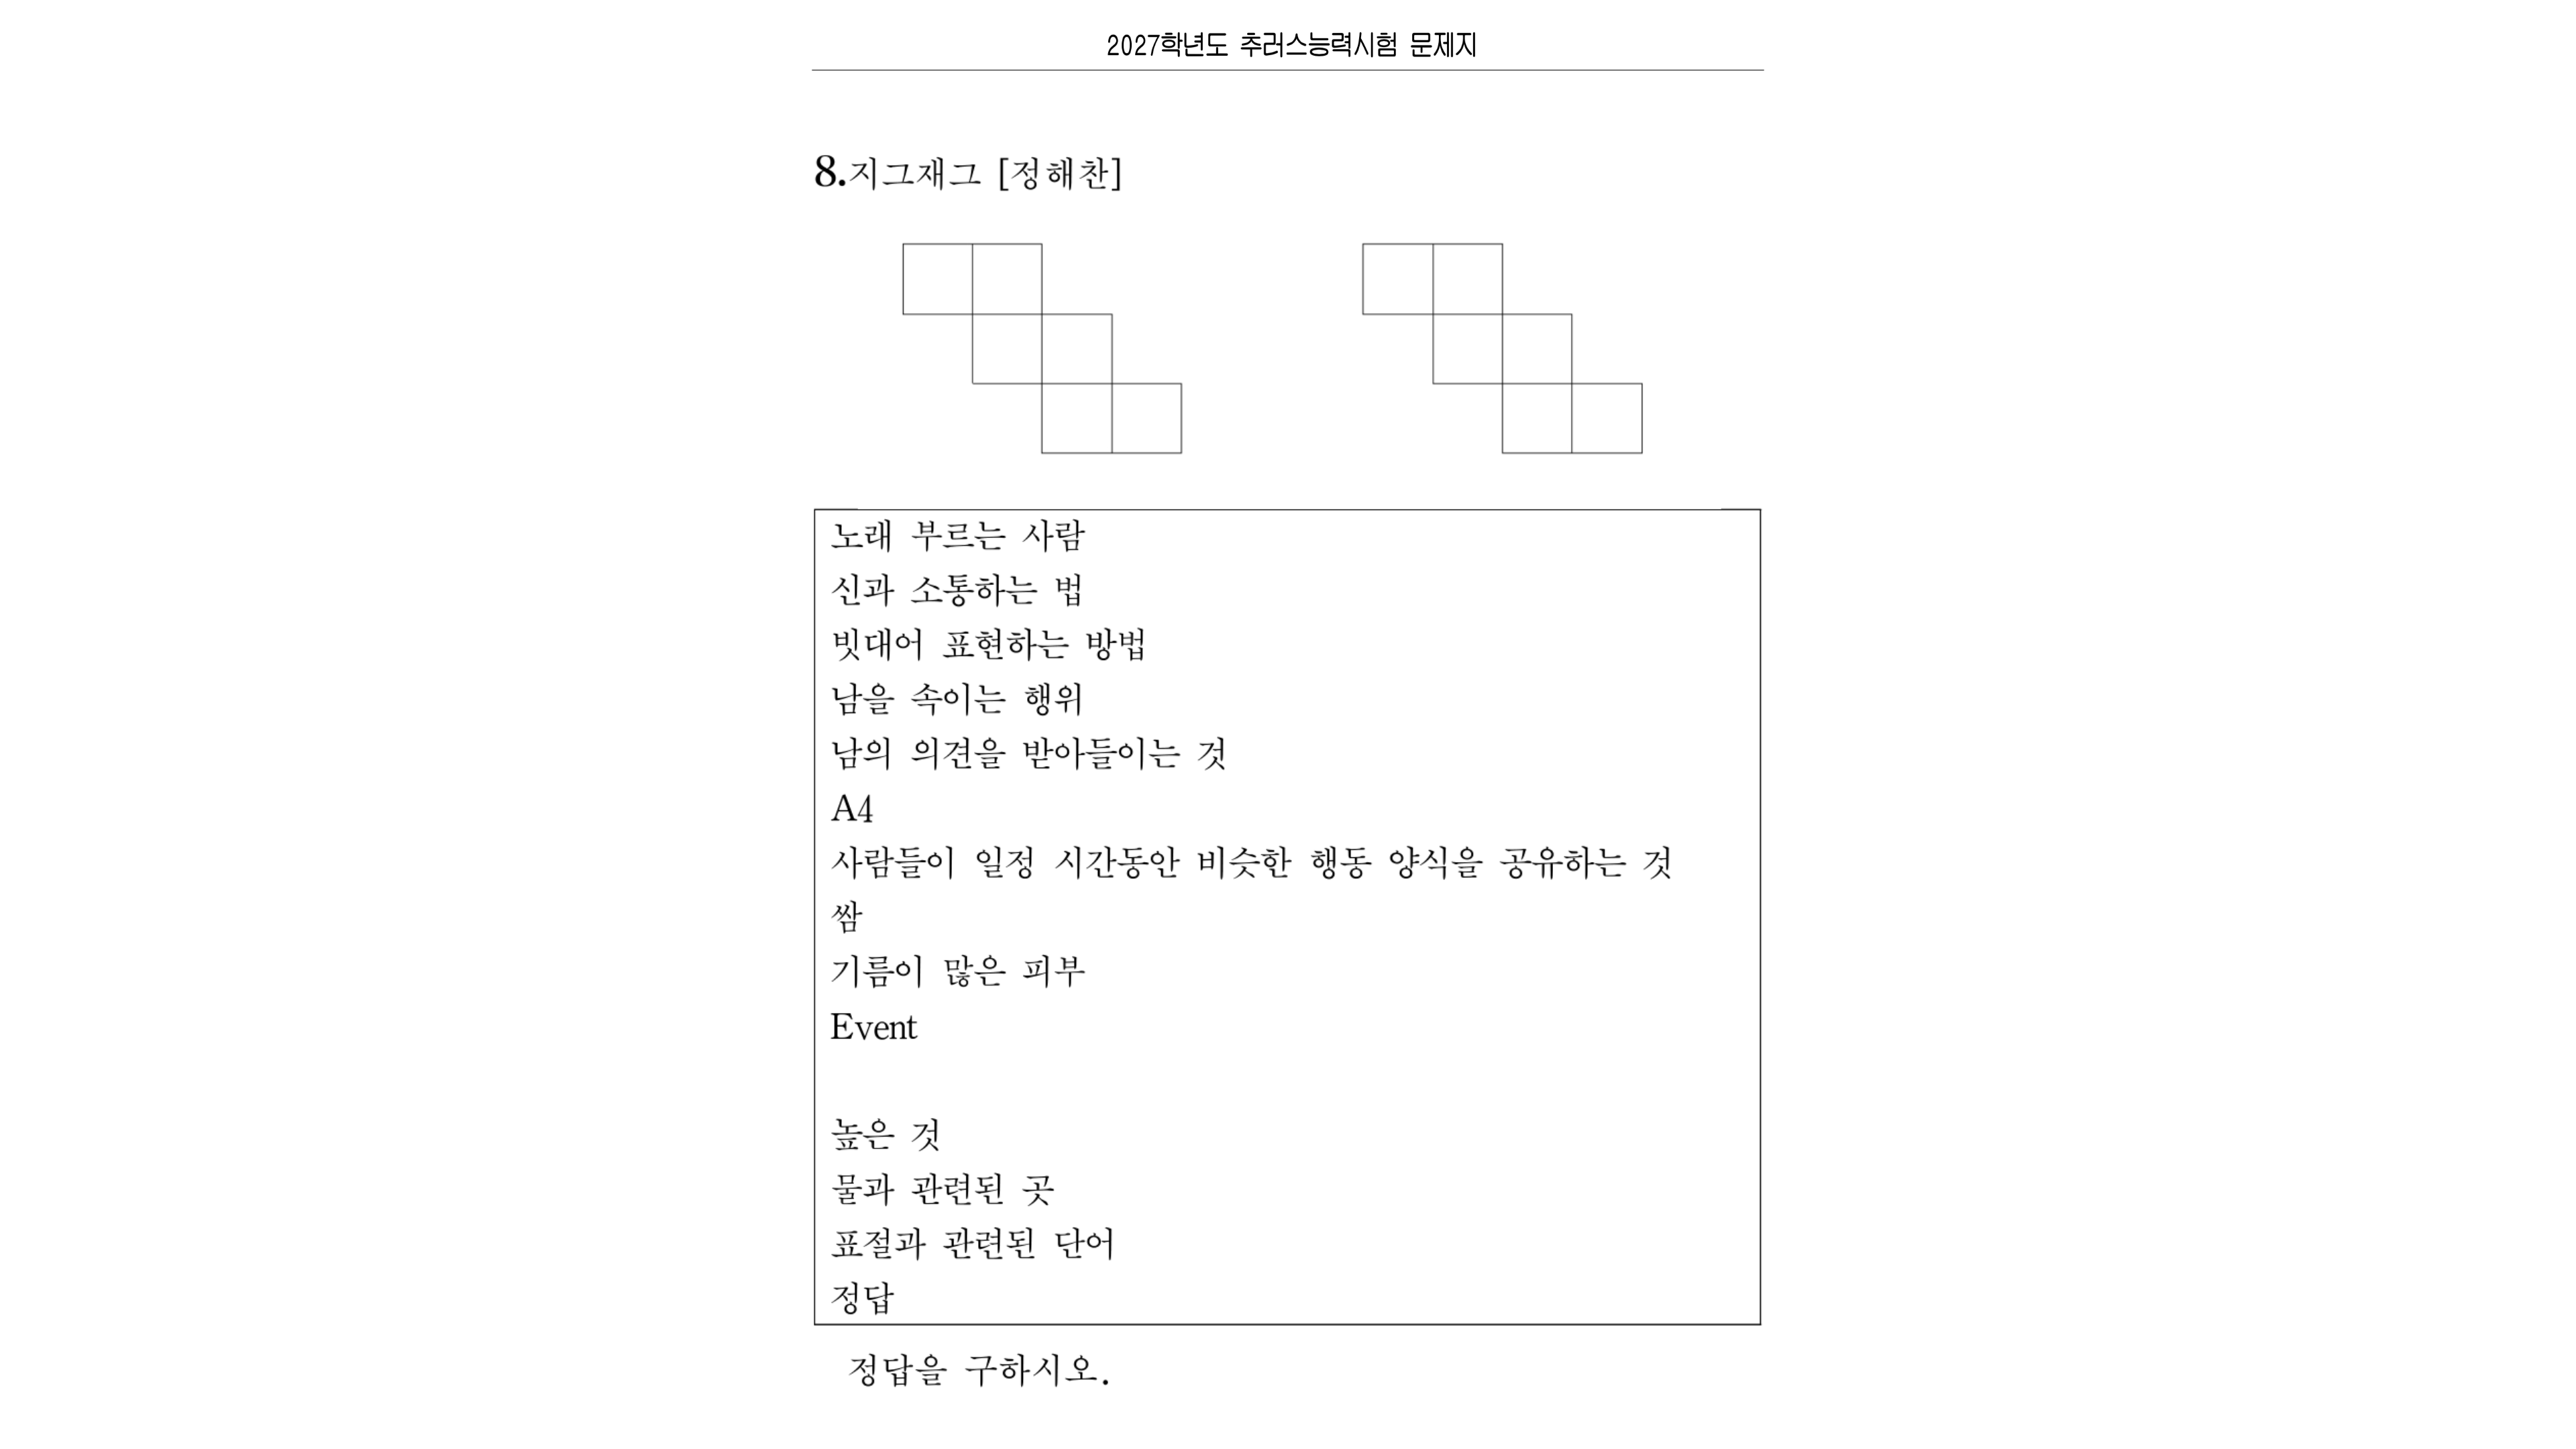 2027학년도 추러스능력시험 문제지
8.지그재그 [정해찬]
노래 부르는 사람
신과 소통하는 법
빗대어 표현하는 방법
남을 속이는 행위
남의 의견을 받아들이는 것
A4
사람들이 일정 시간동안 비슷한 행동 양식을 공유하는 것
쌈
기름이 많은 피부
Event
높은 것
물과 관련된 곳
표절과 관련된 단어
정답
정답을 구하시오.